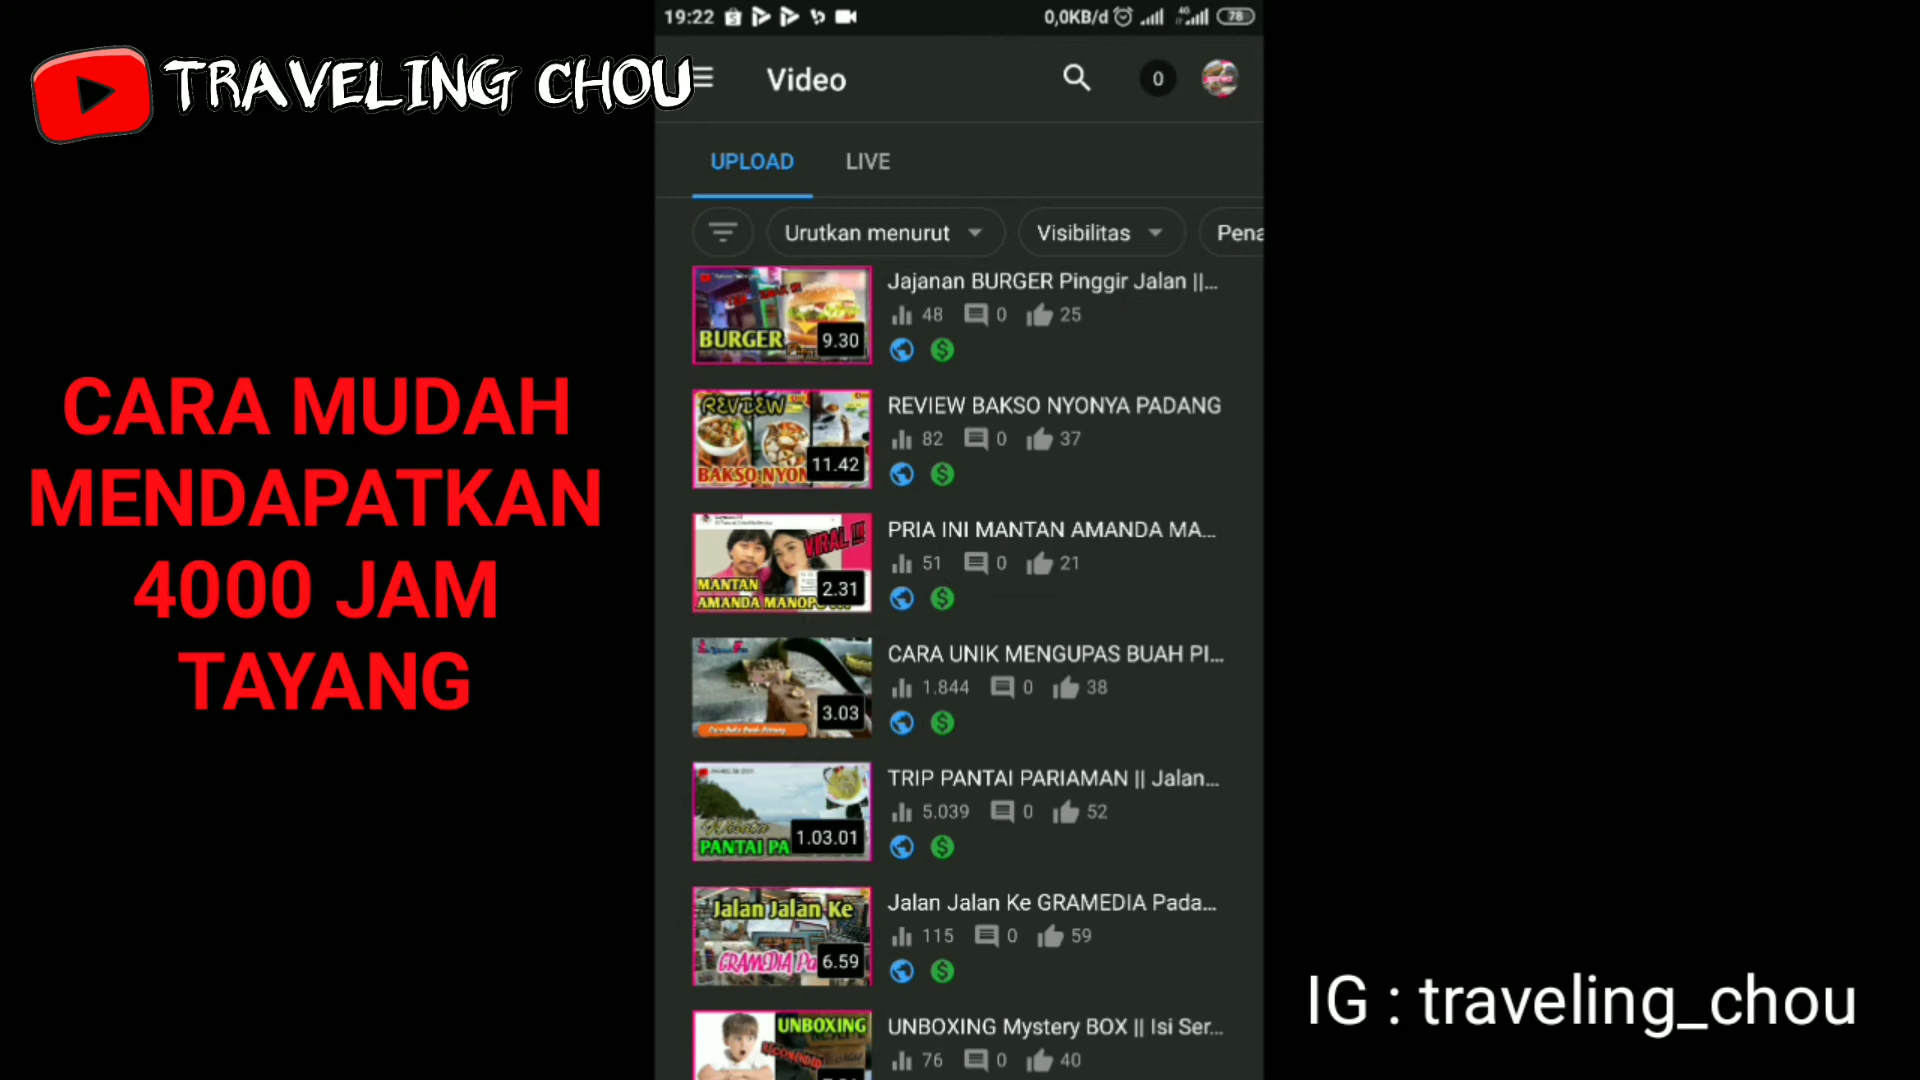 TRAVELING CHOU
CARA MUDAH
MENDAPATKAN
4000 JAM
TAYANG
19:22
0,0KB/d
4G
78
Video
0
UPLOAD
LIVE
Urutkan menurut
Visibilitas
Pena
BURGER
9.30
Jajanan BURGER Pinggir Jalan ||...
48
0
25
REVIEW
BAKSO NYON
11.42
REVIEW BAKSO NYONYA PADANG
82
0
37
VIRAL !!!
MANTAN
AMANDA MANOPO
2.31
PRIA INI MANTAN AMANDA MA...
51
0
21
3.03
CARA UNIK MENGUPAS BUAH PI...
1.844
0
38
PANTAI PA
1.03.01
TRIP PANTAI PARIAMAN || Jalan...
5.039
0
52
Jalan Jalan Ke
GRAMEDIA Pa
6.59
Jalan Jalan Ke GRAMEDIA Pada...
115
0
59
UNBOXING
UNBOXING Mystery BOX || Isi Ser...
76
0
40
IG : traveling_chou